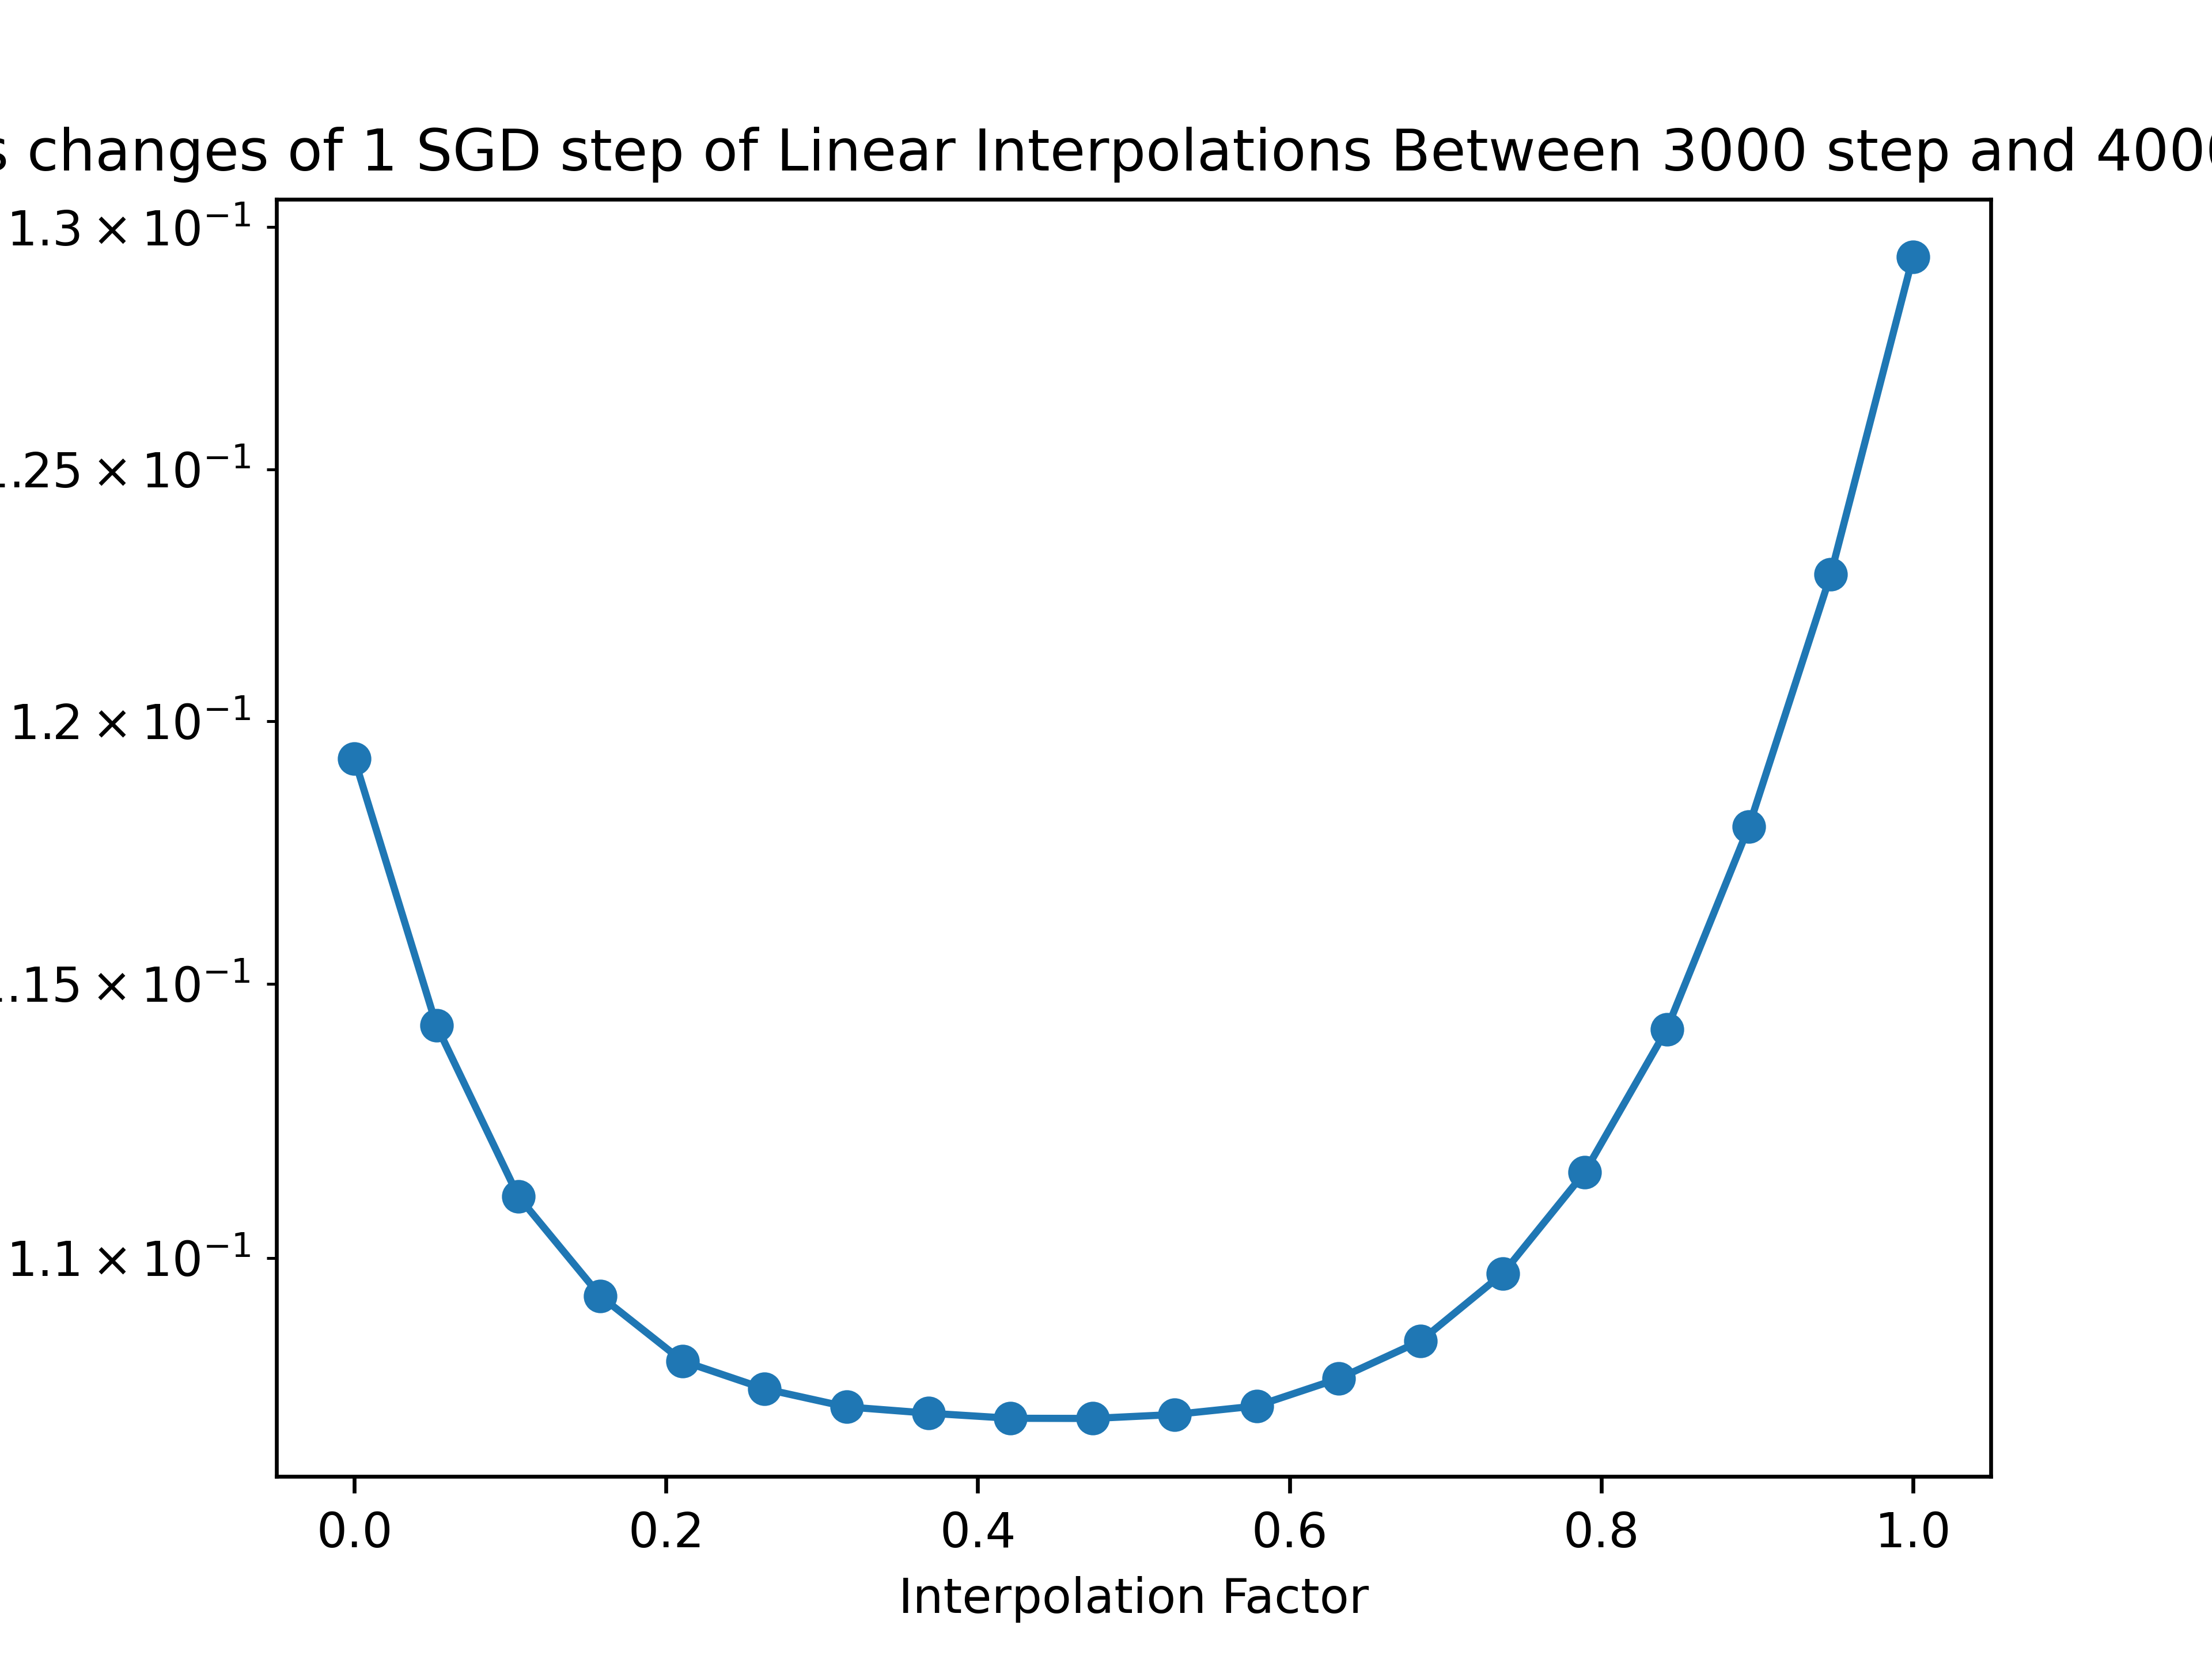 changes of 1 SGD step of Linear Interpolations Between 3000 step and 400
1.3 × 10⁻¹
.25 × 10⁻¹
1.2 × 10⁻¹
.15 × 10⁻¹
1.1 × 10⁻¹
0.0 0.2 0.4 0.6 0.8 1.0
Interpolation Factor